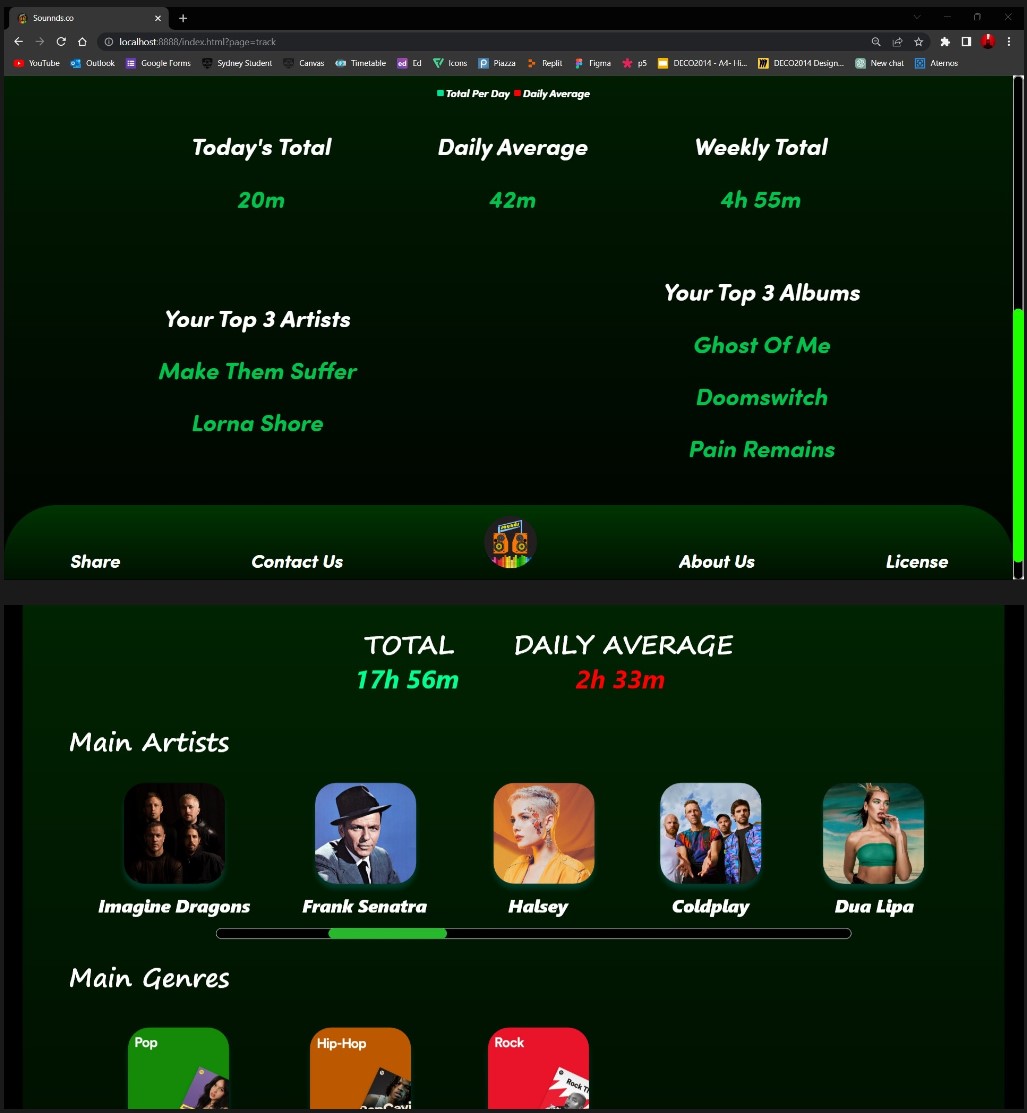 Sounnds.co
localhost:8888/index.html?page=track
YouTube Outlook Google Forms Sydney Student Canvas Timetable Ed Icons Piazza Replit Figma p5 DECO2014 - A4- Hi... DECO2014 Design... New chat Aternos
Total Per Day Daily Average
Today's Total Daily Average Weekly Total
20m 42m 4h 55m
Your Top 3 Albums
Your Top 3 Artists
Ghost Of Me
Make Them Suffer
Doomswitch
Lorna Shore
Pain Remains
Share Contact Us About Us License
TOTAL DAILY AVERAGE
17h 56m 2h 33m
Main Artists
Imagine Dragons Frank Senatra Halsey Coldplay Dua Lipa
Main Genres
Pop Hip-Hop Rock